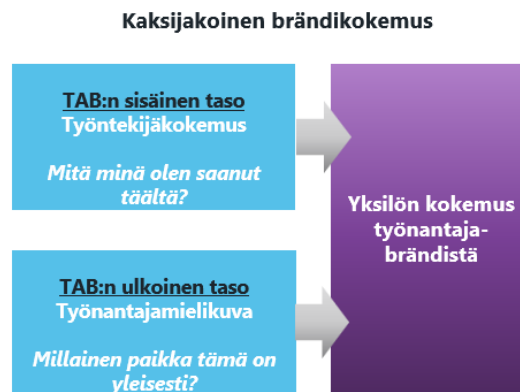 Kaksijakoinen brändikokemus
TAB:n sisäinen taso
Työntekijäkokemus
Mitä minä olen saanut
täältä?
TAB:n ulkoinen taso
Työnantajamielikuva
Millainen paikka tämä on
yleisesti?
Yksilön kokemus
työnantaja-
brändistä